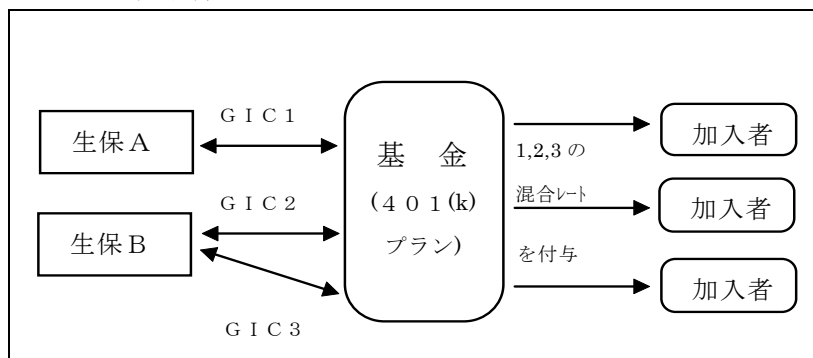 GIC1
生保A
GIC2
生保B
GIC3
基 金
(401(k)
プラン)
1,2,3の
混合レート
を付与
加入者
加入者
加入者